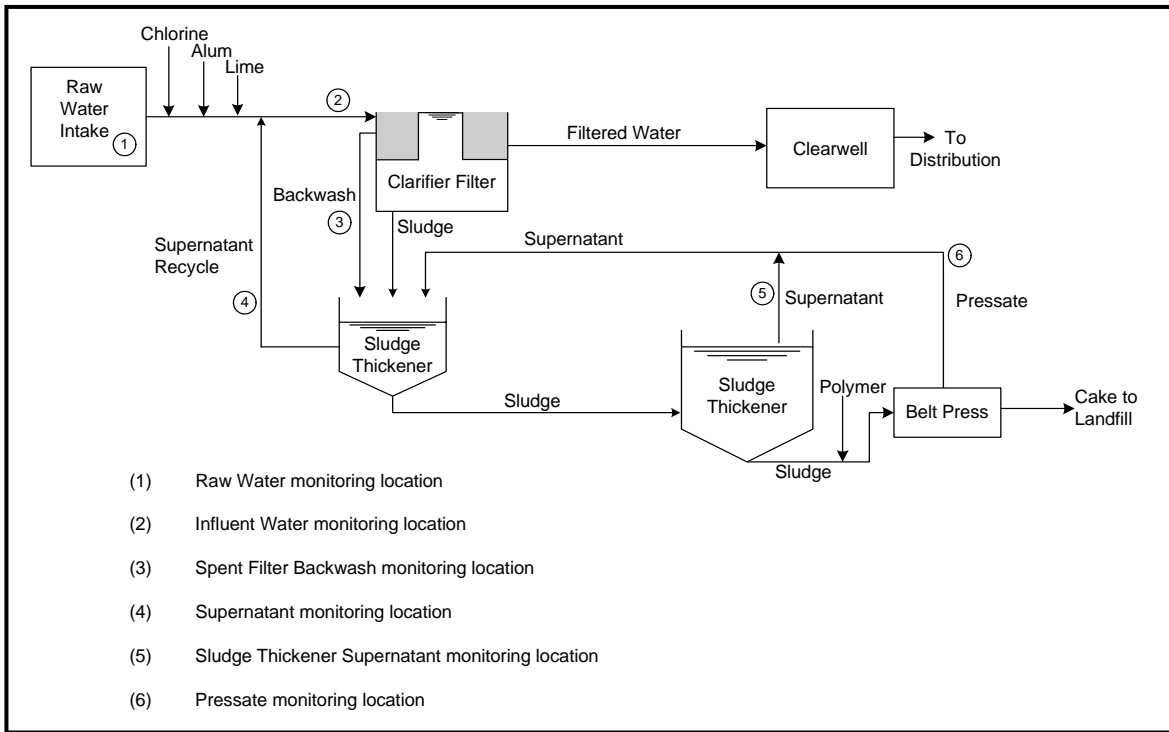 Chlorine
Alum
Lime
Raw
Water
Intake
(1)
(2)
Filtered Water
Clearwell
To
Distribution
Clarifier Filter
Backwash
(3)
Sludge
Supernatant
(6)
Supernatant
Recycle
(4)
(5)
Supernatant
Pressate
Sludge
Thickener
Sludge
Thickener
Polymer
Sludge
Belt Press
Cake to
Landfill
Sludge
(1) Raw Water monitoring location
(2) Influent Water monitoring location
(3) Spent Filter Backwash monitoring location
(4) Supernatant monitoring location
(5) Sludge Thickener Supernatant monitoring location
(6) Pressate monitoring location